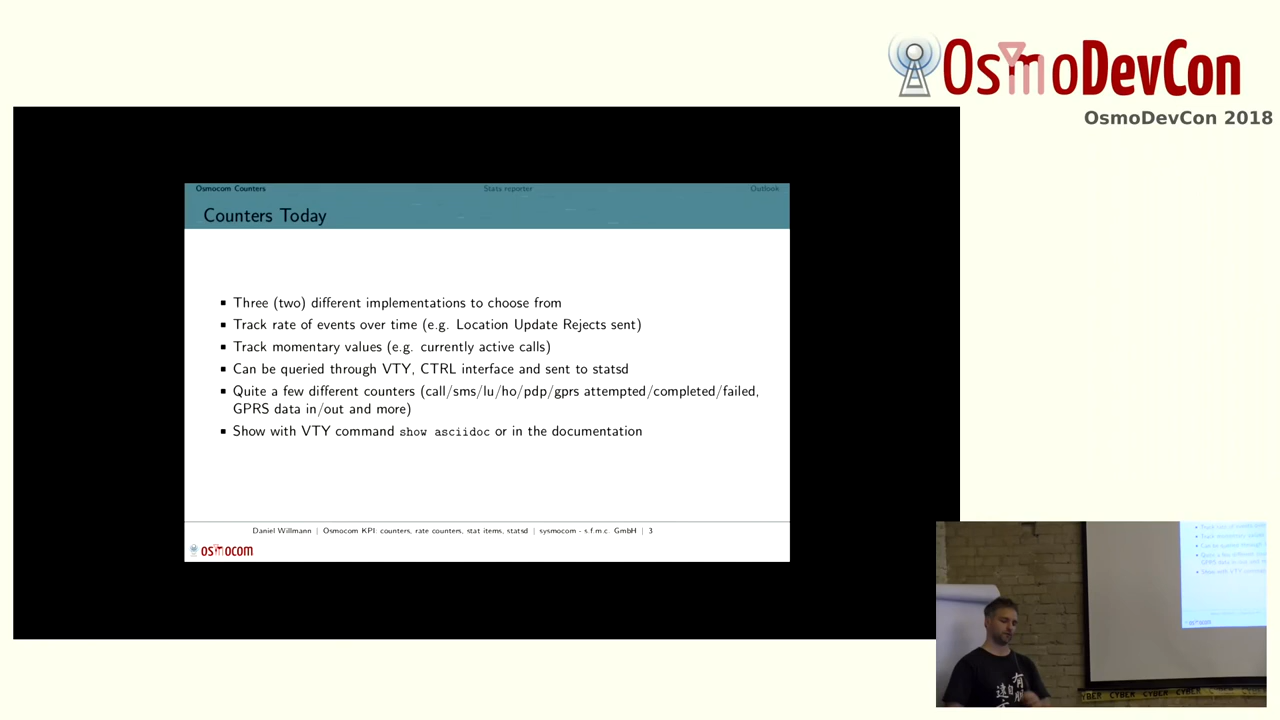 OsmoDevCon
OsmoDevCon 2018
Osmocom Counters Stats reporter Outlook
Counters Today
Three (two) different implementations to choose from
Track rate of events over time (e.g. Location Update Rejects sent)
Track momentary values (e.g. currently active calls)
Can be queried through VTY, CTRL interface and sent to statsd
Quite a few different counters (call/sms/lu/ho/pdp/gprs attempted/completed/failed,
GPRS data in/out and more)
Show with VTY command show asciidoc or in the documentation
Daniel Willmann | Osmocom KPI: counters, rate counters, stat items, statsd | sysmocom - s.f.m.c. GmbH | 3
osmocom
CYBER CYBER CYBER CYBER